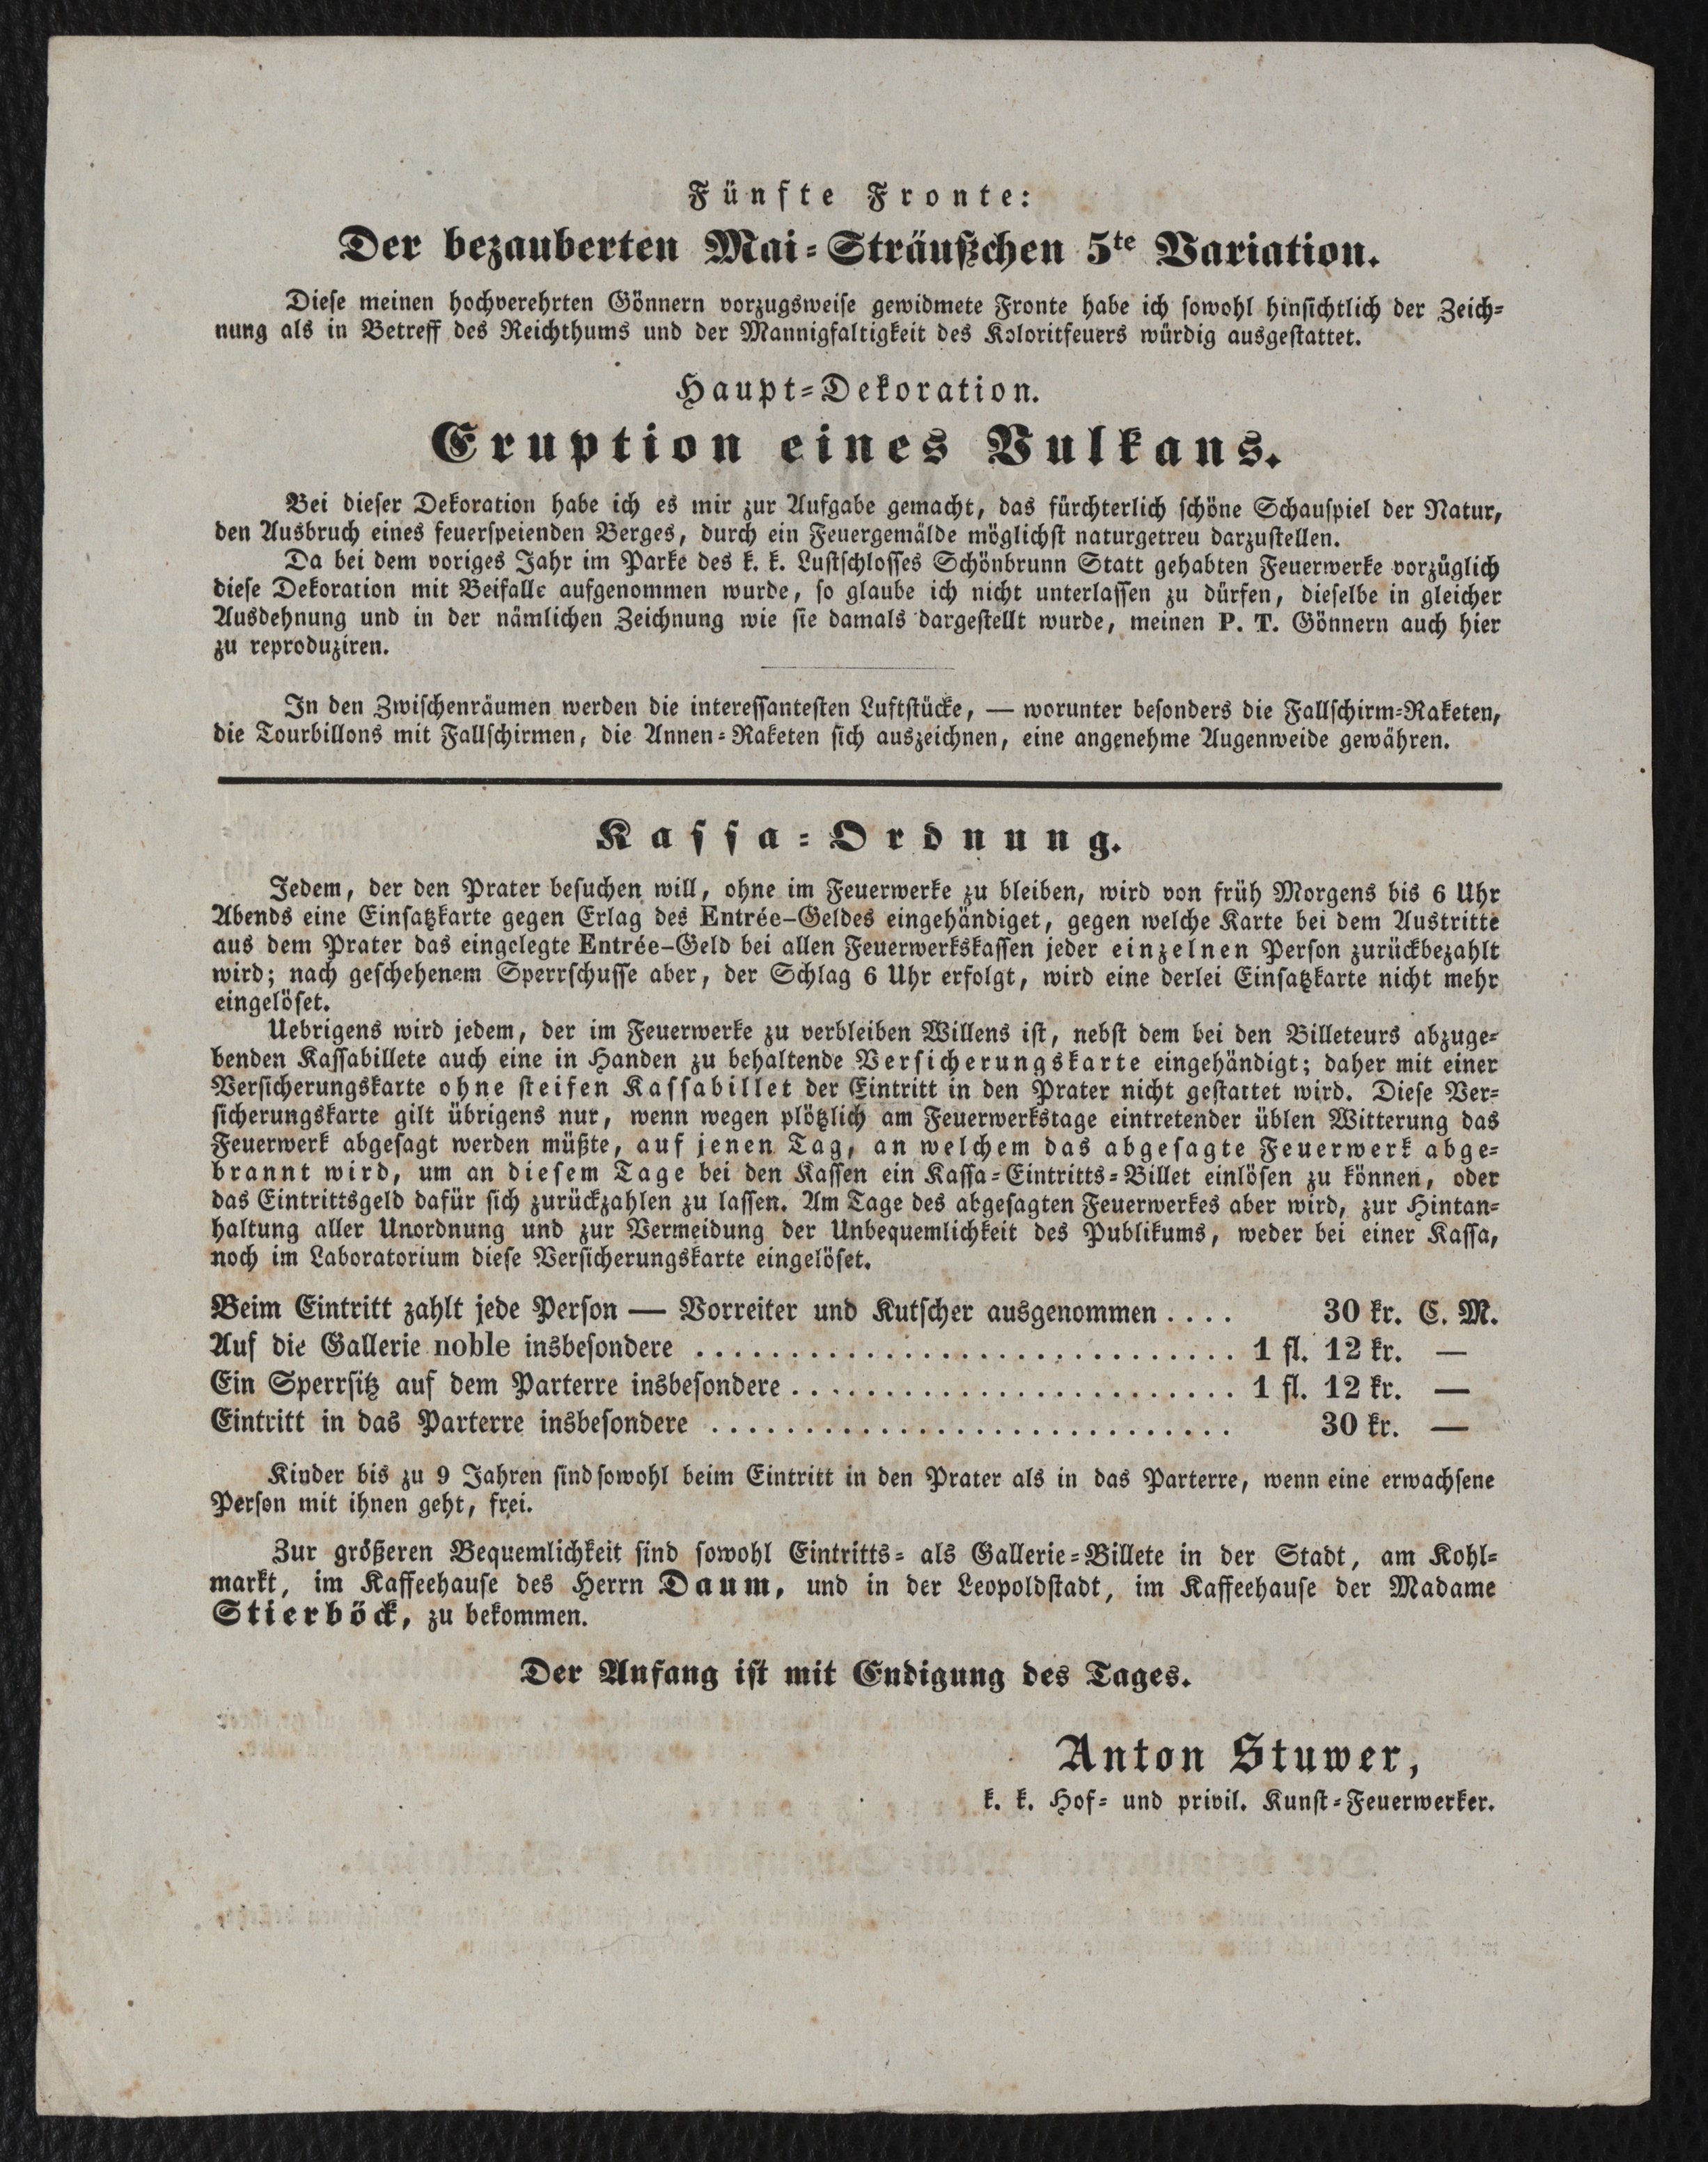 Fünfte Fronte:
Der bezauberten Mai-Sträußchen 5te Variation.
Diese meinen hochverehrten Gönnern vorzugsweise gewidmete Fronte habe ich sowohl hinsichtlich der Zeich-
nung als in Betreff des Reichthums und der Mannigfaltigkeit des Koloritfeuers würdig ausgestattet.
Haupt-Dekoration.
Eruption eines Vulkans.
Bei dieser Dekoration habe ich es mir zur Aufgabe gemacht, das fürchterlich schöne Schauspiel der Natur,
den Ausbruch eines feuerspeienden Berges, durch ein Feuergemälde möglichst naturgetreu darzustellen.
Da bei dem voriges Jahr im Parke des k. k. Lustschlosses Schönbrunn Statt gehabten Feuerwerke vorzüglich
diese Dekoration mit Beifalle aufgenommen wurde, so glaube ich nicht unterlassen zu dürfen, dieselbe in gleicher
Ausdehnung und in der nämlichen Zeichnung wie sie damals dargestellt wurde, meinen P. T. Gönnern auch hier
zu reproduziren.
In den Zwischenräumen werden die interessantesten Luftstücke, — worunter besonders die Fallschirm-Raketen,
die Tourbillons mit Fallschirmen, die Annen-Raketen sich auszeichnen, eine angenehme Augenweide gewähren.
Kassa-Ordnung.
Jedem, der den Prater besuchen will, ohne im Feuerwerke zu bleiben, wird von früh Morgens bis 6 Uhr
Abends eine Einsatzkarte gegen Erlag des Entrée-Geldes eingehändiget, gegen welche Karte bei dem Austritte
aus dem Prater das eingelegte Entrée-Geld bei allen Feuerwerkskassen jeder einzelnen Person zurückbezahlt
wird; nach geschehenem Sperrschusse aber, der Schlag 6 Uhr erfolgt, wird eine derlei Einsatzkarte nicht mehr
eingelöset.
Uebrigens wird jedem, der im Feuerwerke zu verbleiben Willens ist, nebst dem bei den Billeteurs abzuge-
benden Kassabillete auch eine in Handen zu behaltende Versicherungskarte eingehändigt; daher mit einer
Versicherungskarte ohne steifen Kassabillet der Eintritt in den Prater nicht gestattet wird. Diese Ver-
sicherungskarte gilt übrigens nur, wenn wegen plötzlich am Feuerwerkstage eintretender üblen Witterung das
Feuerwerk abgesagt werden müßte, auf jenen Tag, an welchem das abgesagte Feuerwerk abge-
brannt wird, um an diesem Tage bei den Kassen ein Kassa-Eintritts-Billet einlösen zu können, oder
das Eintrittsgeld dafür sich zurückzahlen zu lassen. Am Tage des abgesagten Feuerwerkes aber wird, zur Hintan-
haltung aller Unordnung und zur Vermeidung der Unbequemlichkeit des Publikums, weder bei einer Kassa,
noch im Laboratorium diese Versicherungskarte eingelöset.
Beim Eintritt zahlt jede Person — Vorreiter und Kutscher ausgenommen . . . . 30 kr. C. M.
Auf die Gallerie noble insbesondere . . . . . . . . . . . . . . . . . . . . . . . . . . . . . 1 fl. 12 kr. —
Ein Sperrsitz auf dem Parterre insbesondere . . . . . . . . . . . . . . . . . . . . . . . . 1 fl. 12 kr. —
Eintritt in das Parterre insbesondere . . . . . . . . . . . . . . . . . . . . . . . . . . . . 30 kr. —
Kinder bis zu 9 Jahren sind sowohl beim Eintritt in den Prater als in das Parterre, wenn eine erwachsene
Person mit ihnen geht, frei.
Zur größeren Bequemlichkeit sind sowohl Eintritts- als Gallerie-Billete in der Stadt, am Kohl-
markt, im Kaffeehause des Herrn Daum, und in der Leopoldstadt, im Kaffeehause der Madame
Stierböck, zu bekommen.
Der Anfang ist mit Endigung des Tages.
Anton Stuwer,
k. k. Hof- und privil. Kunst-Feuerwerker.